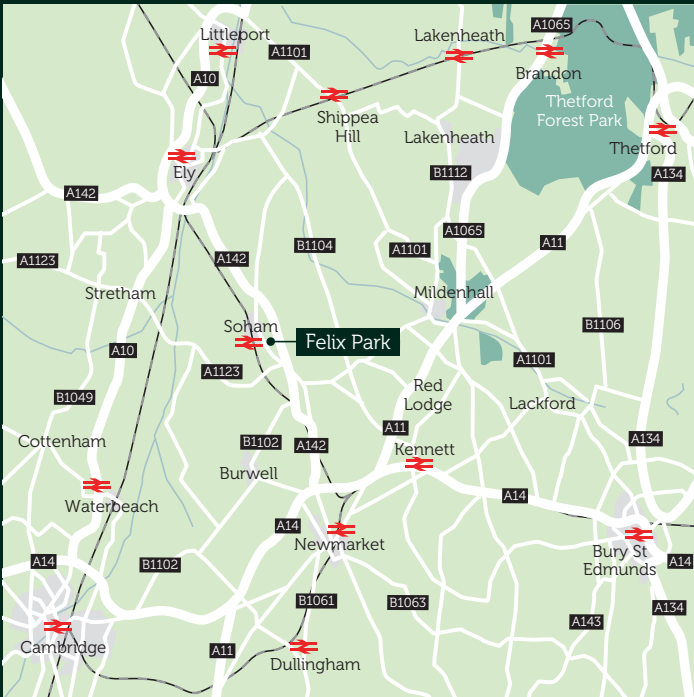 A1065
Littleport
Lakenheath
A1101
Brandon
A10
Thetford
Forest Park
Shippea
Hill
Lakenheath
Thetford
Ely
B1112
A134
A142
A1065
A11
B1104
A1101
A1123
A142
Stretham
Mildenhall
Soham
Felix Park
B1106
A10
A1101
A1123
Red
Lodge
B1049
Lackford
A11
Cottenham
B1102
A142
A134
Kennett
Burwell
Waterbeach
A14
A14
Newmarket
Bury St
Edmunds
A14
B1102
A14
B1061
B1063
A134
A143
Cambridge
A11
Dullingham